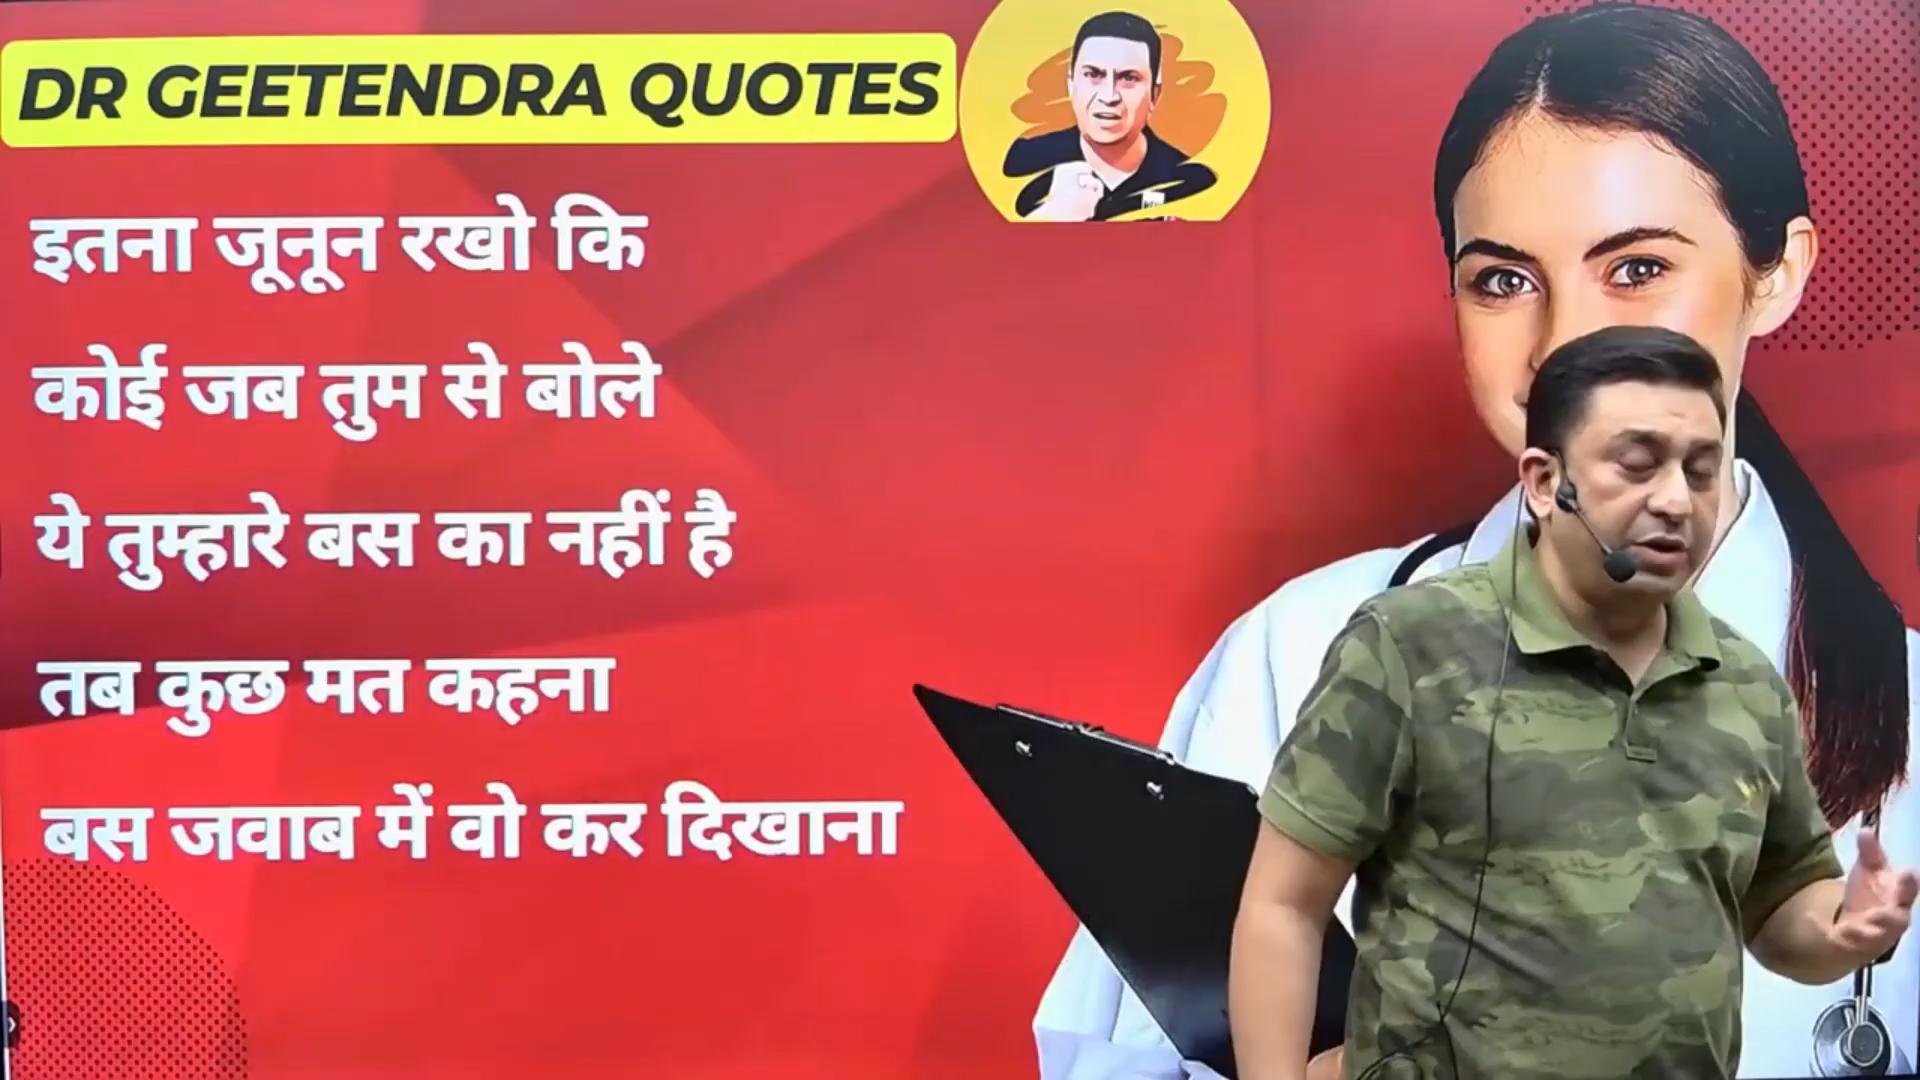 DR GEETENDRA QUOTES
इतना जूनून रखो कि
कोई जब तुम से बोले
ये तुम्हारे बस का नहीं है
तब कुछ मत कहना
बस जवाब में वो कर दिखाना